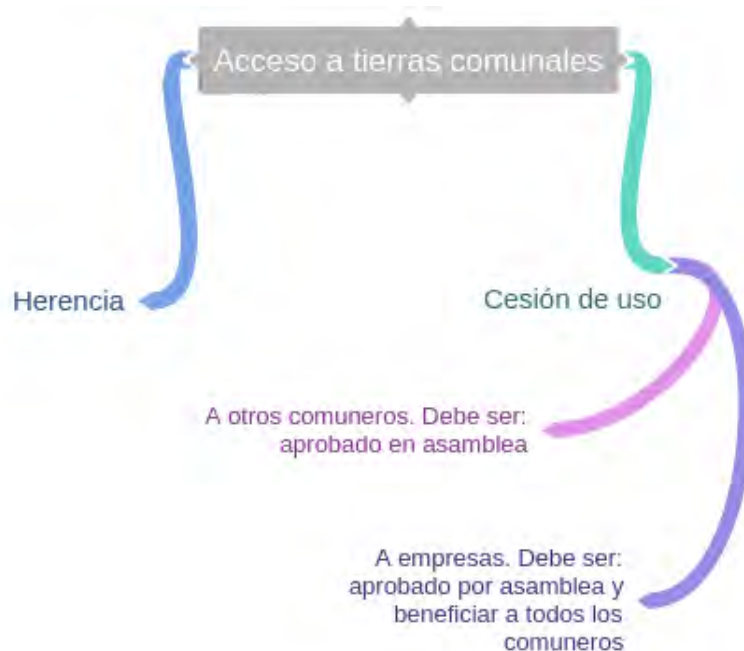 Acceso a tierras comunales
Herencia
Cesión de uso
A otros comuneros. Debe ser:
aprobado en asamblea
A empresas. Debe ser:
aprobado por asamblea y
beneficiar a todos los
comuneros